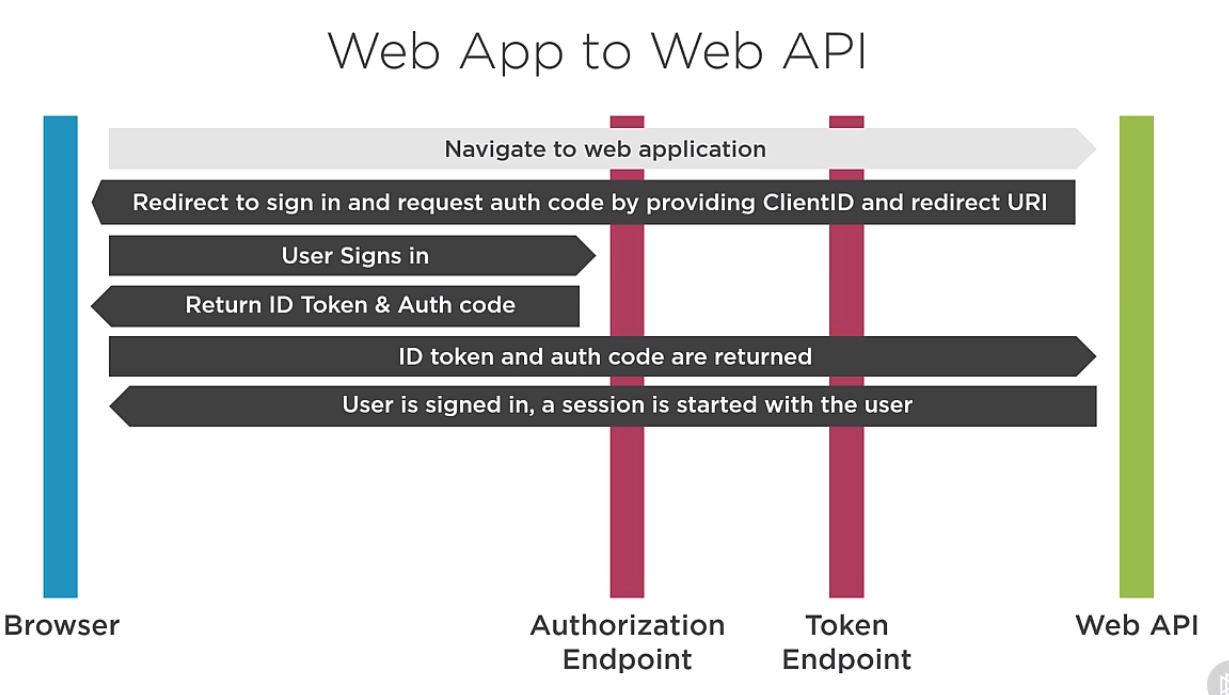 Web App to Web API
Navigate to web application
Redirect to sign in and request auth code by providing ClientID and redirect URI
User Signs in
Return ID Token & Auth code
ID token and auth code are returned
User is signed in, a session is started with the user
Browser
Authorization
Endpoint
Token
Endpoint
Web API